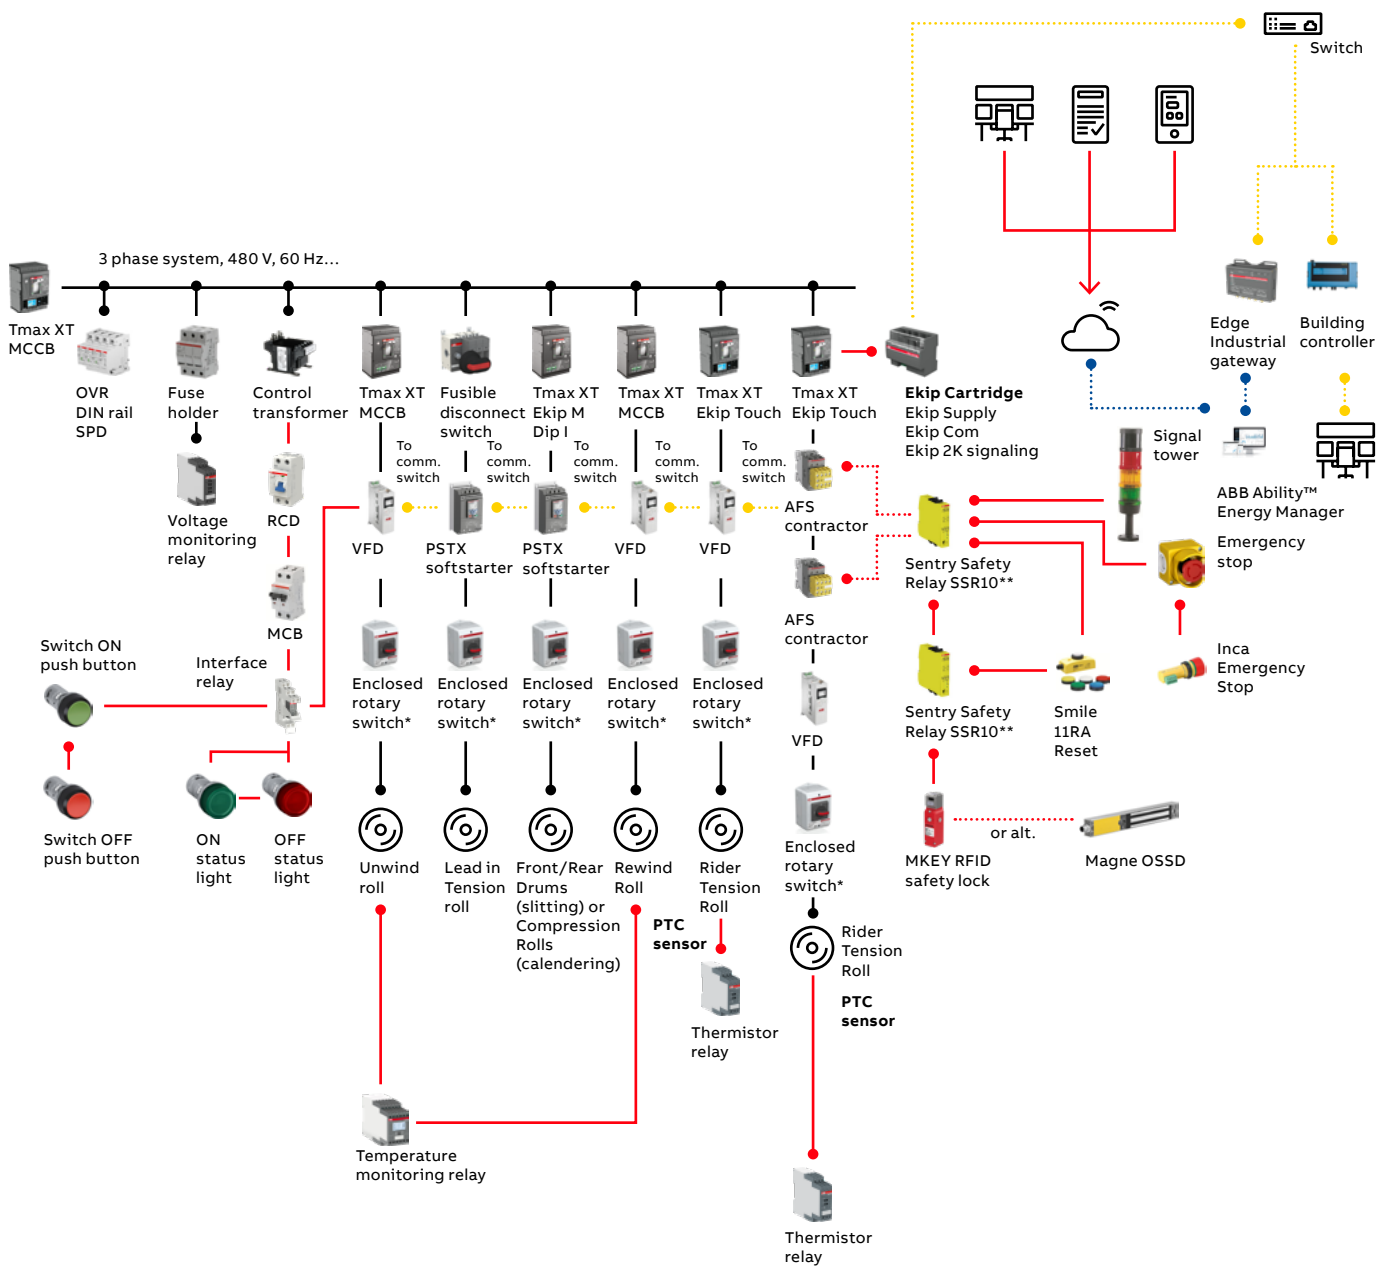 Switch
3 phase system, 480 V, 60 Hz...
Tmax XT
MCCB
OVR
DIN rail
SPD
Fuse
holder
Control
transformer
Tmax XT
MCCB
Fusible
disconnect
switch
Tmax XT
Ekip M
Dip I
Tmax XT
MCCB
Tmax XT
Ekip Touch
Tmax XT
Ekip Touch
Ekip Cartridge
Ekip Supply
Ekip Com
Ekip 2K signaling
Edge
Industrial
gateway
Building
controller
Signal
tower
ABB Ability™
Energy Manager
To
comm.
switch
To
comm.
switch
To
comm.
switch
To
comm.
switch
To
comm.
switch
Voltage
monitoring
relay
RCD
VFD
PSTX
softstarter
PSTX
softstarter
VFD
VFD
AFS
contractor
Sentry Safety
Relay SSR10**
Emergency
stop
MCB
AFS
contractor
Switch ON
push button
Interface
relay
Enclosed
rotary
switch*
Enclosed
rotary
switch*
Enclosed
rotary
switch*
Enclosed
rotary
switch*
Enclosed
rotary
switch*
VFD
Sentry Safety
Relay SSR10**
Smile
11RA
Reset
Inca
Emergency
Stop
Switch OFF
push button
ON
status
light
OFF
status
light
Unwind
roll
Lead in
Tension
roll
Front/Rear
Drums
(slitting) or
Compression
Rolls
(calendering)
Rewind
Roll
Rider
Tension
Roll
Enclosed
rotary
switch*
MKEY RFID
safety lock
or alt.
Magne OSSD
PTC
sensor
Rider
Tension
Roll
PTC
sensor
Thermistor
relay
Temperature
monitoring relay
Thermistor
relay